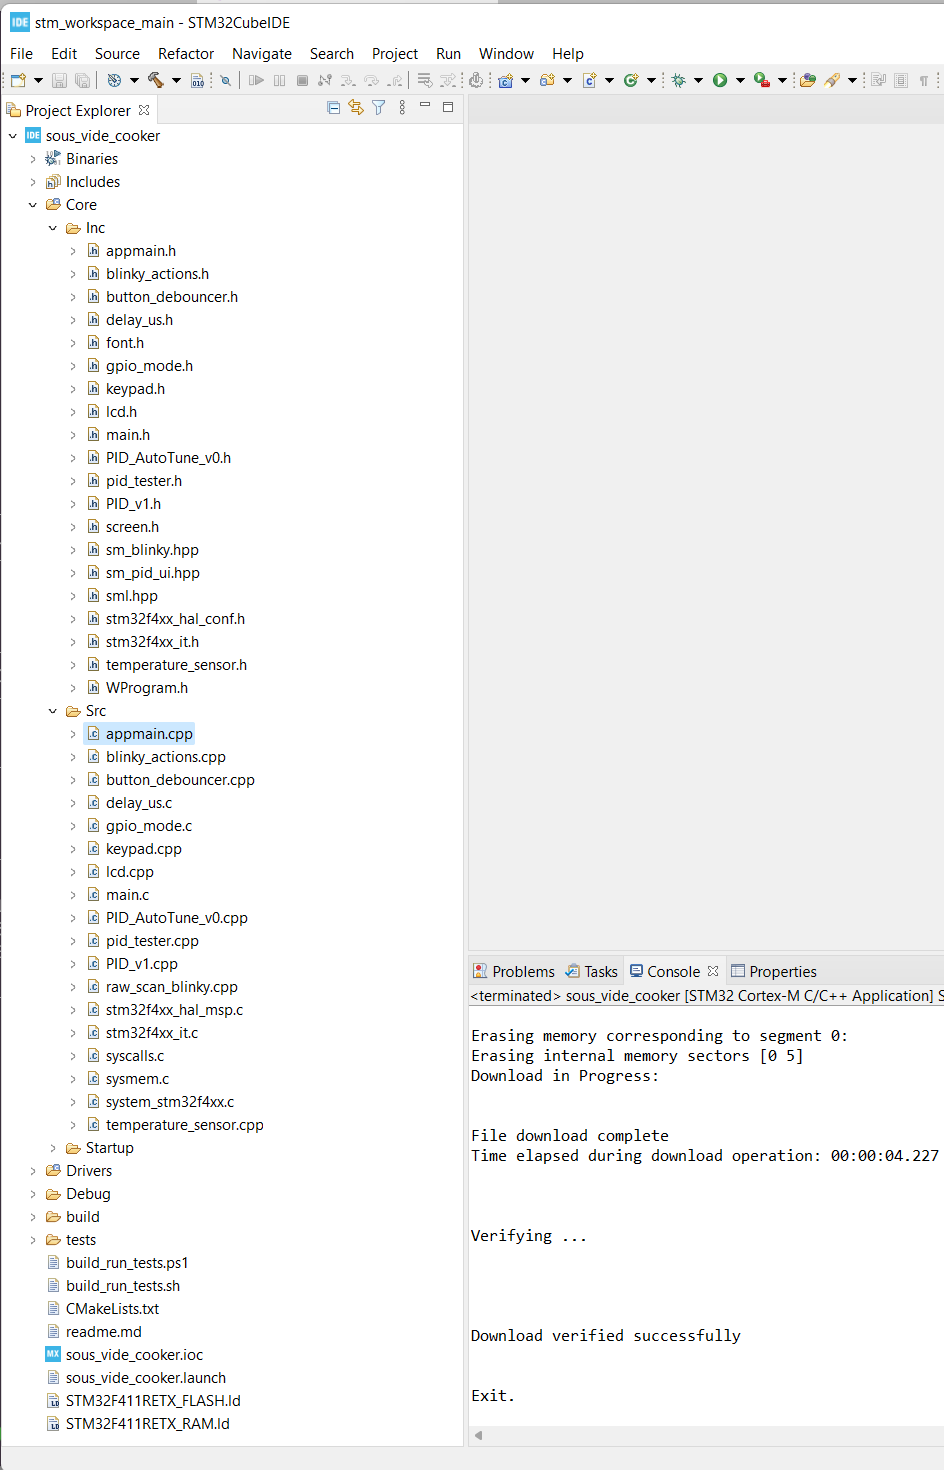 IDE stm_workspace_main - STM32CubeIDE
File Edit Source Refactor Navigate Search Project Run Window Help
Project Explorer
IDE sous_vide_cooker
Binaries
Includes
Core
Inc
appmain.h
blinky_actions.h
button_debouncer.h
delay_us.h
font.h
gpio_mode.h
keypad.h
lcd.h
main.h
PID_AutoTune_v0.h
pid_tester.h
PID_v1.h
screen.h
sm_blinky.hpp
sm_pid_ui.hpp
sml.hpp
stm32f4xx_hal_conf.h
stm32f4xx_it.h
temperature_sensor.h
WProgram.h
Src
appmain.cpp
blinky_actions.cpp
button_debouncer.cpp
delay_us.c
gpio_mode.c
keypad.cpp
lcd.cpp
main.c
PID_AutoTune_v0.cpp
pid_tester.cpp
PID_v1.cpp
raw_scan_blinky.cpp
stm32f4xx_hal_msp.c
stm32f4xx_it.c
syscalls.c
sysmem.c
system_stm32f4xx.c
temperature_sensor.cpp
Startup
Drivers
Debug
build
tests
build_run_tests.ps1
build_run_tests.sh
CMakeLists.txt
readme.md
MX sous_vide_cooker.ioc
sous_vide_cooker.launch
STM32F411RETX_FLASH.ld
STM32F411RETX_RAM.ld
Problems Tasks Console Properties
<terminated> sous_vide_cooker [STM32 Cortex-M C/C++ Application] S
Erasing memory corresponding to segment 0:
Erasing internal memory sectors [0 5]
Download in Progress:
File download complete
Time elapsed during download operation: 00:00:04.227
Verifying ...
Download verified successfully
Exit.